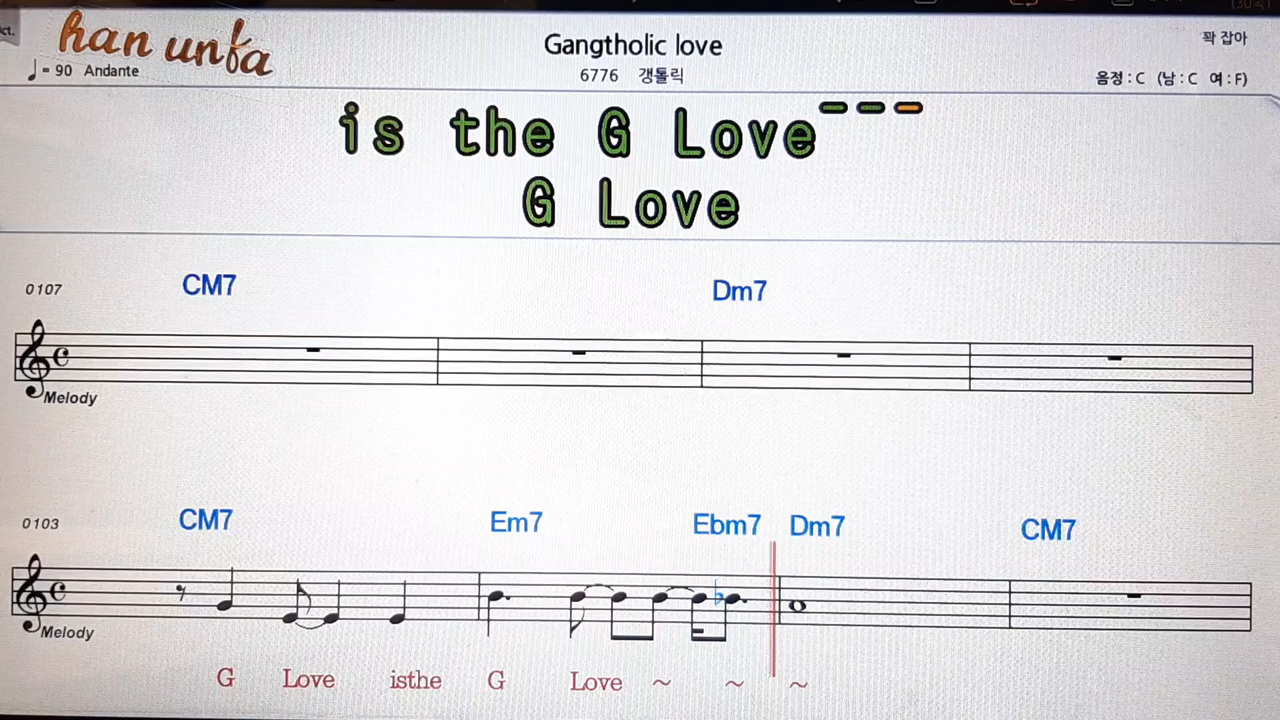 han unfa
Gangtholic love
꽉 잡아
♩= 90 Andante
6776 갱톨릭
음정 : C (남 : C 여 : F)
is the G Love---
G Love
0107 CM7 Dm7
Melody
0103 CM7 Em7 Ebm7 Dm7 CM7
Melody
G Love isthe G Love ~ ~ ~